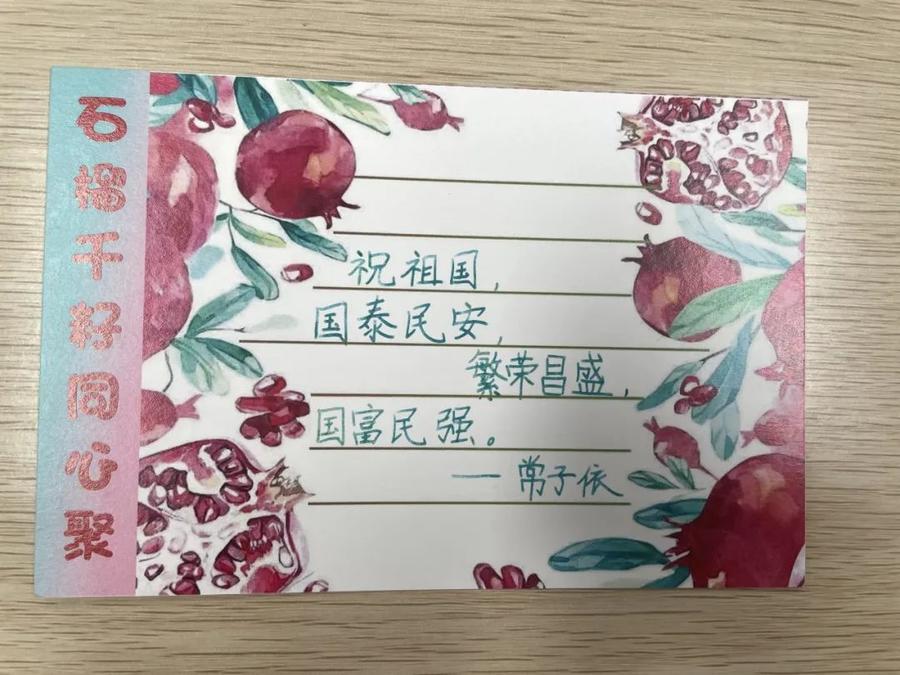 石榴千籽同心聚
祝祖国,
国泰民安,
繁荣昌盛,
国富民强。
—常子依